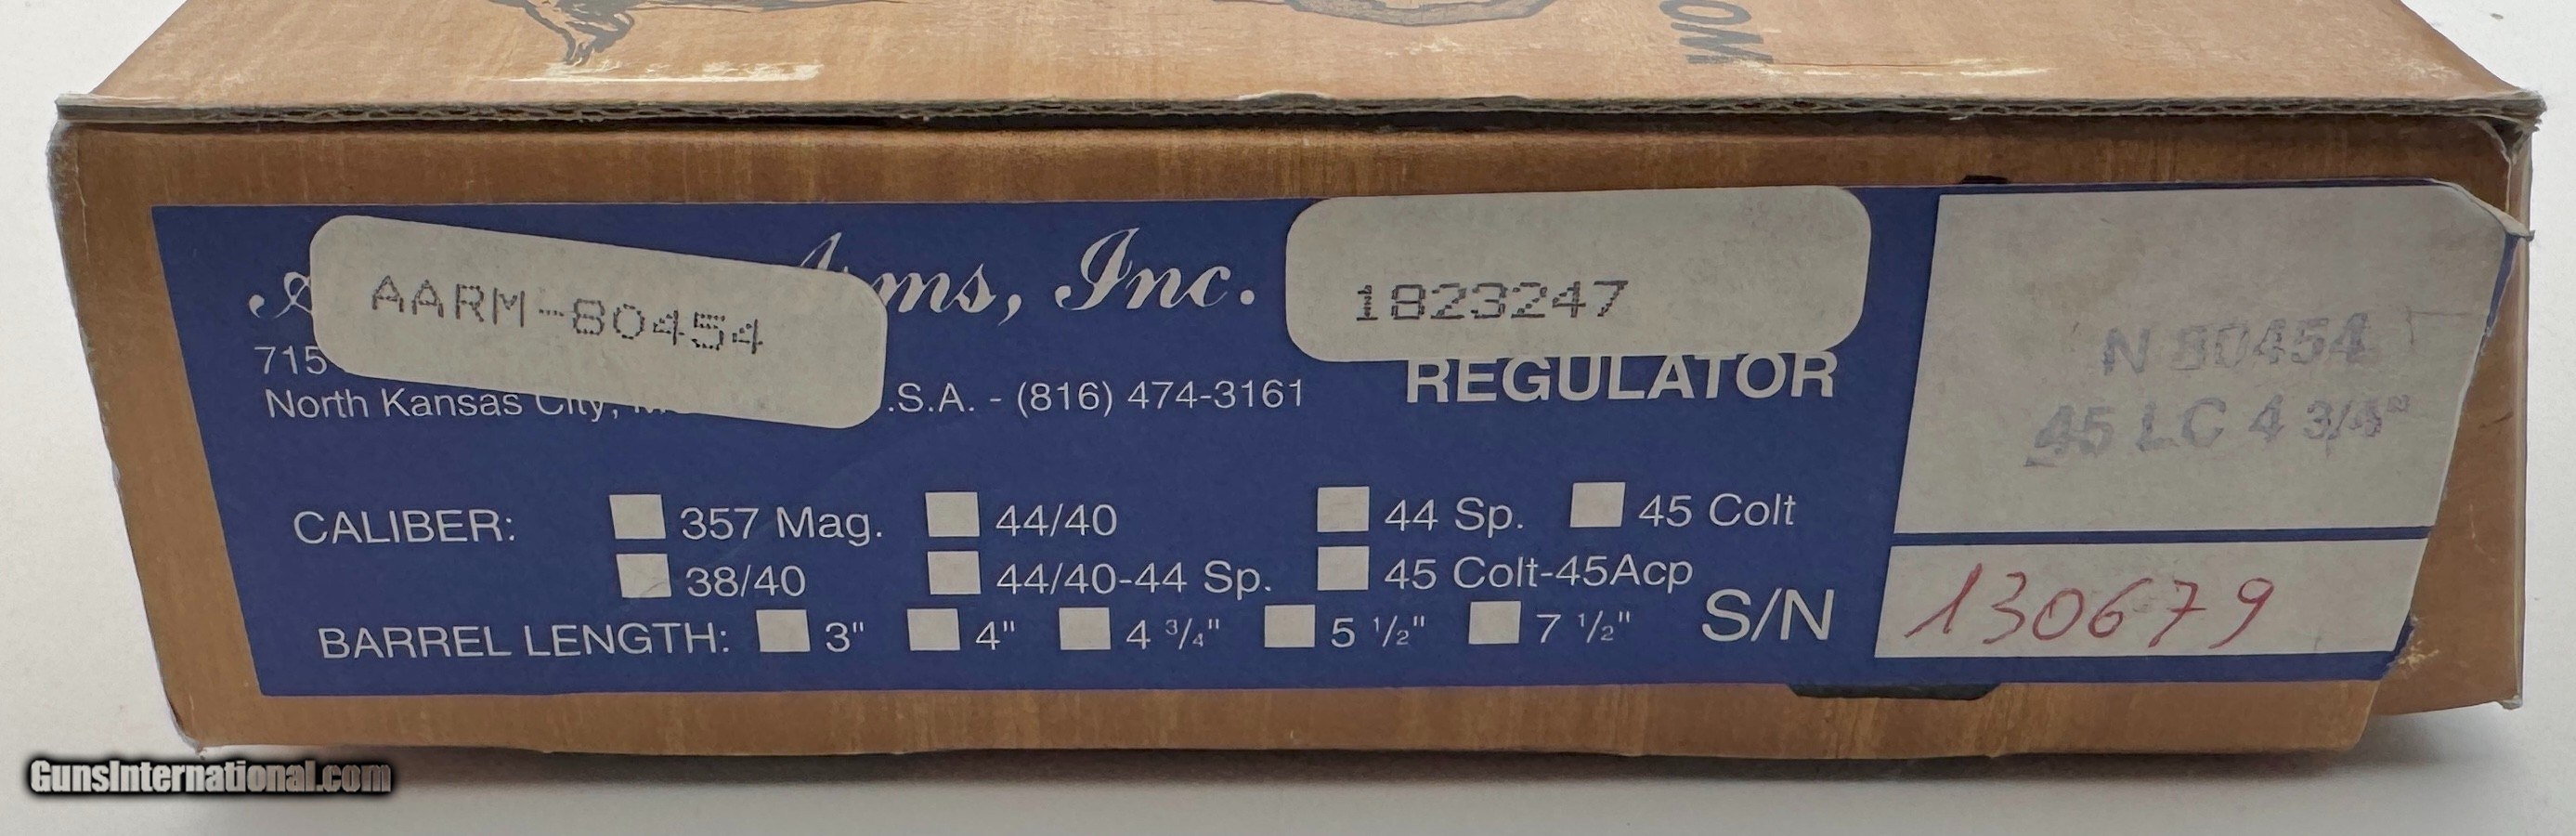 OM
AARM-80454
ms, Inc.
1823247
715
North Kansas City, .S.A. - (816) 474-3161
REGULATOR
N 80454
45 LC 4 3/4"
CALIBER: 357 Mag. 44/40 44 Sp. 45 Colt
38/40 44/40-44 Sp. 45 Colt-45Acp
BARREL LENGTH: 3" 4" 4 3/4" 5 1/2" 7 1/2"
S/N 130679
GunsInternational.com